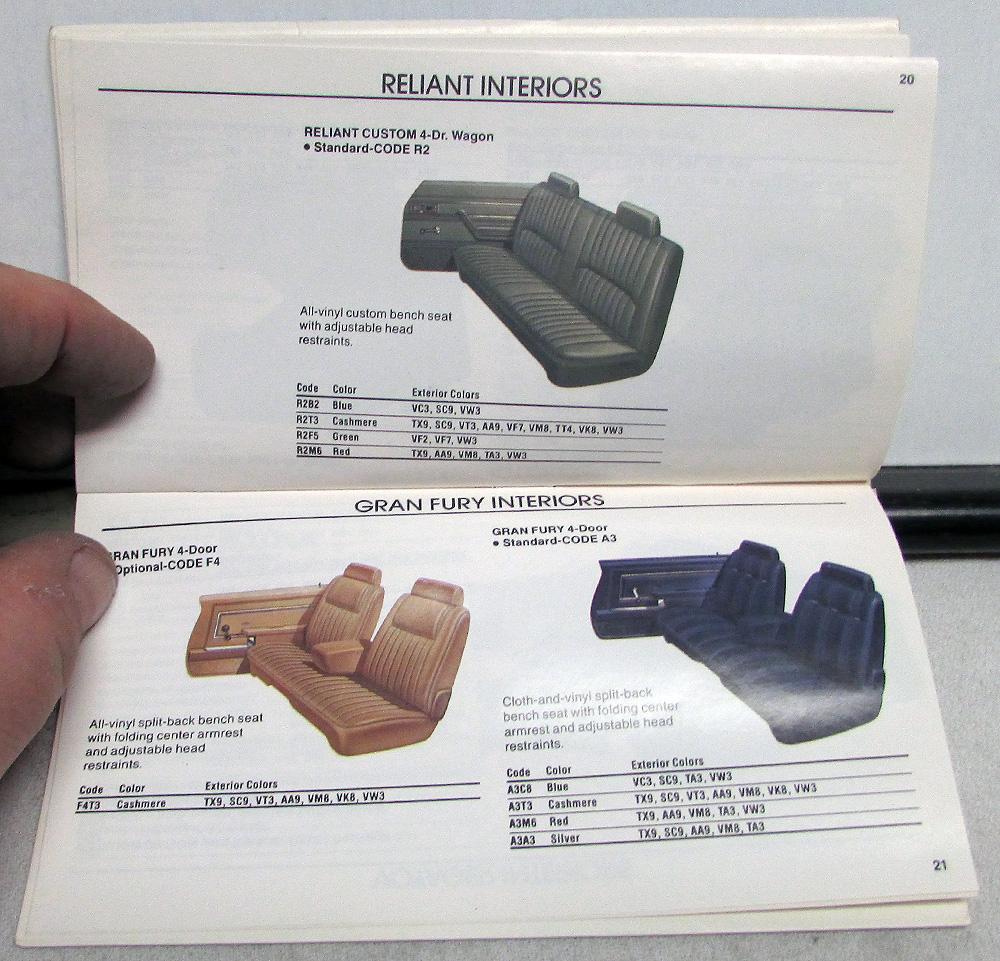 RELIANT INTERIORS
20
RELIANT CUSTOM 4-Dr. Wagon
• Standard-CODE R2
All-vinyl custom bench seat
with adjustable head
restraints.
Code Color Exterior Colors
R2B2 Blue VC3, SC9, VW3
R2T3 Cashmere TX9, SC9, VT3, AA9, VF7, VM8, TT4, VK8, VW3
R2F5 Green VF2, VF7, VW3
R2M6 Red TX9, AA9, VM8, TA3, VW3
GRAN FURY INTERIORS
RAN FURY 4-Door
Optional-CODE F4
All-vinyl split-back bench seat
with folding center armrest
and adjustable head
restraints.
Code Color Exterior Colors
F4T3 Cashmere TX9, SC9, VT3, AA9, VM8, VK8, VW3
GRAN FURY 4-Door
• Standard-CODE A3
Cloth-and-vinyl split-back
bench seat with folding center
armrest and adjustable head
restraints.
Code Color Exterior Colors
A3C8 Blue VC3, SC9, TA3, VW3
A3T3 Cashmere TX9, SC9, VT3, AA9, VM8, VK8, VW3
A3M6 Red TX9, AA9, VM8, TA3, VW3
A3A3 Silver TX9, SC9, AA9, VM8, TA3
21